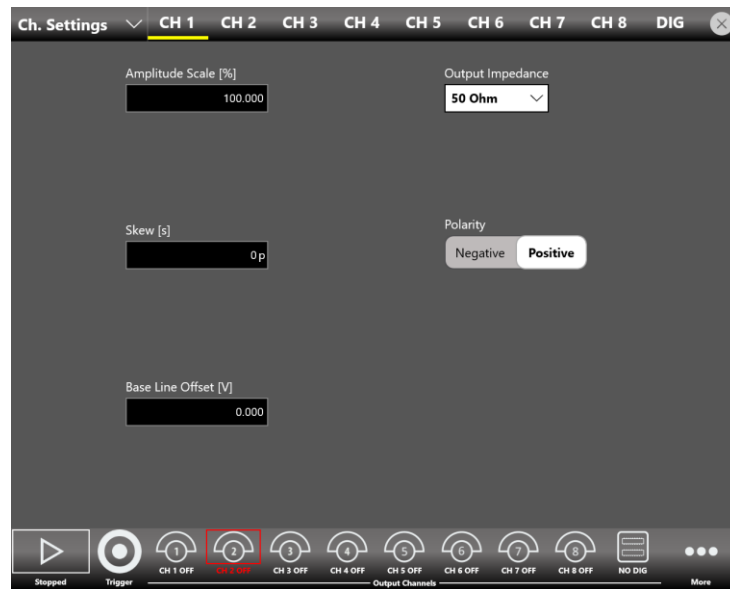 Ch. Settings CH 1 CH 2 CH 3 CH 4 CH 5 CH 6 CH 7 CH 8 DIG
Amplitude Scale [%] Output Impedance
100.000 50 Ohm
Skew [s] Polarity
0 p Negative Positive
Base Line Offset [V]
0.000
1 2 3 4 5 6 7 8
CH 1 OFF CH 2 OFF CH 3 OFF CH 4 OFF CH 5 OFF CH 6 OFF CH 7 OFF CH 8 OFF NO DIG
Stopped Trigger Output Channels More